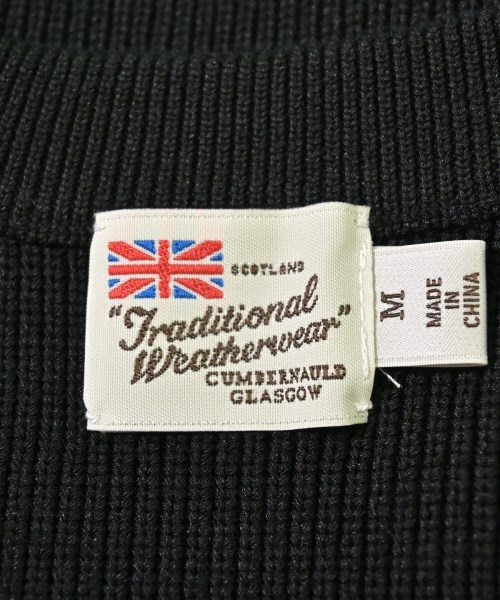 SCOTLAND
"Traditional
Weatherwear"
CUMBERNAULD
GLASGOW
M
MADE
IN
CHINA